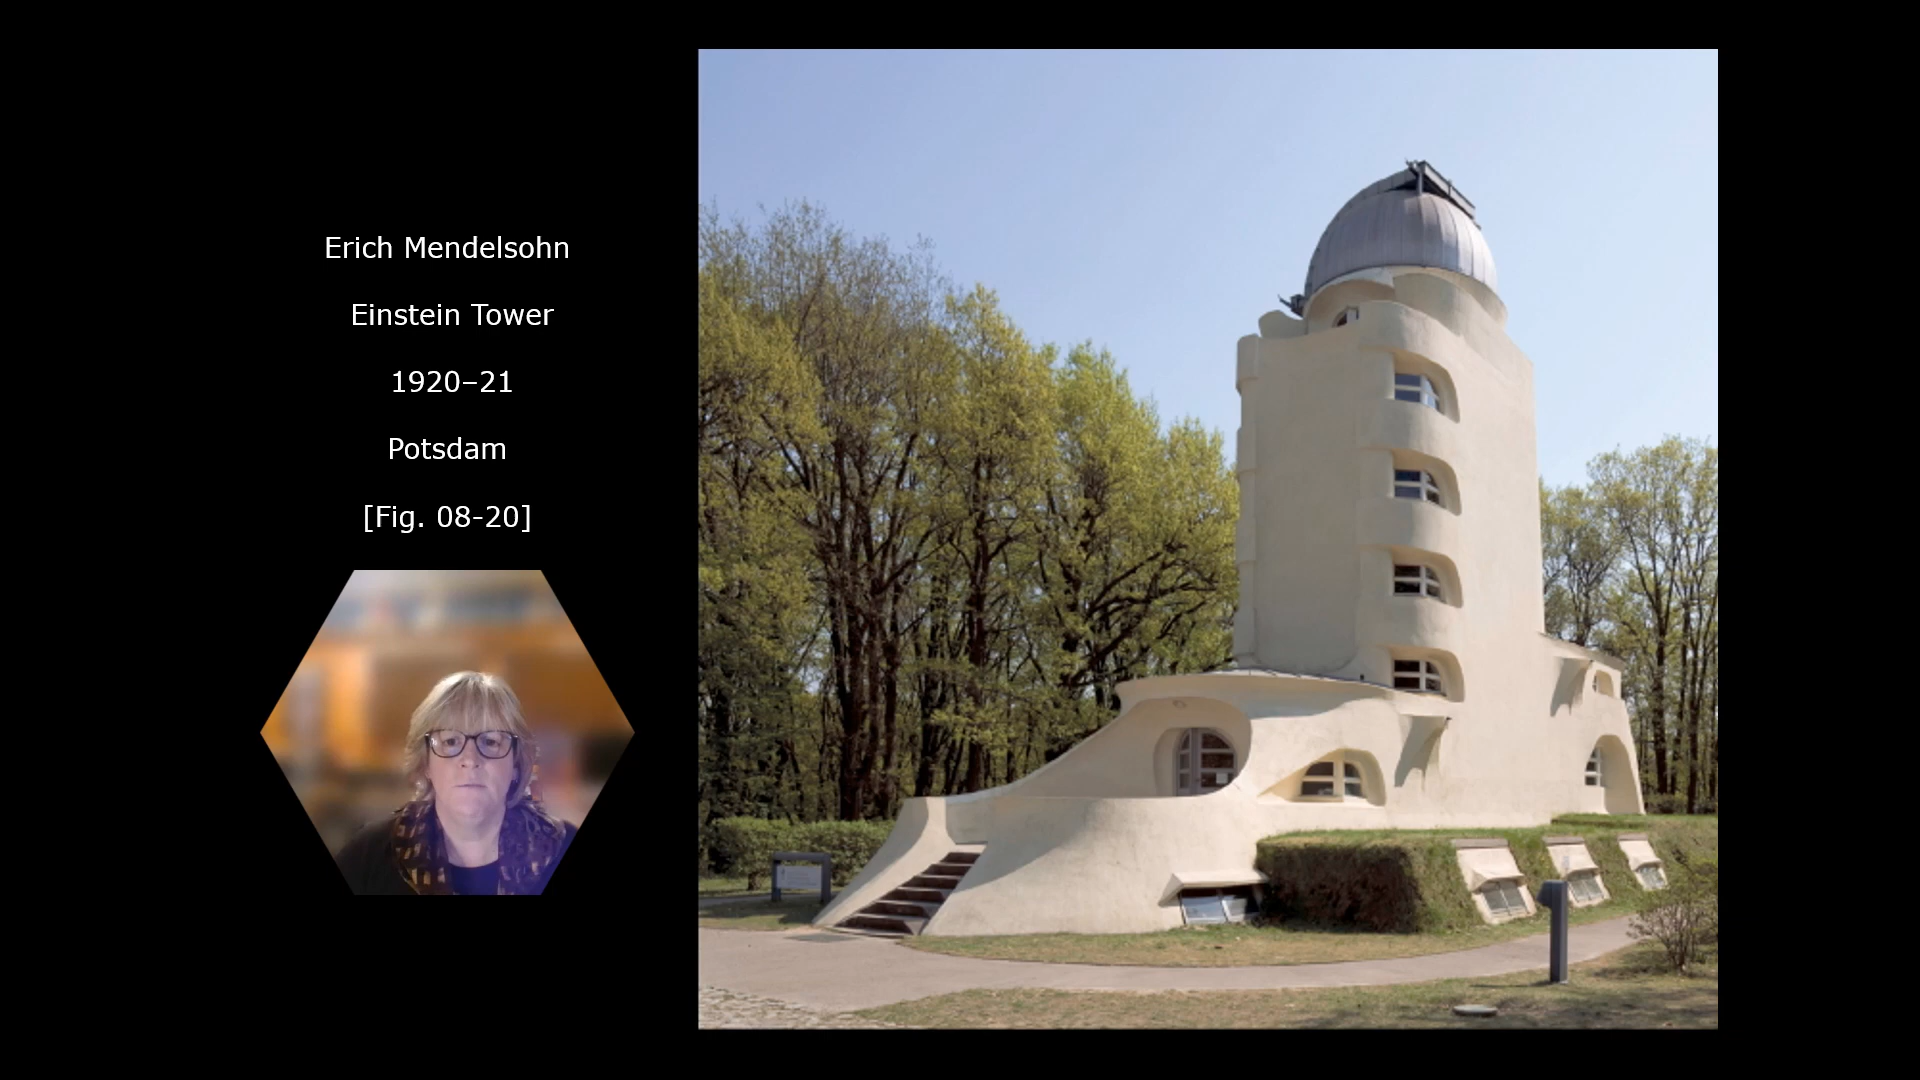 Erich Mendelsohn
Einstein Tower
1920–21
Potsdam
[Fig. 08-20]